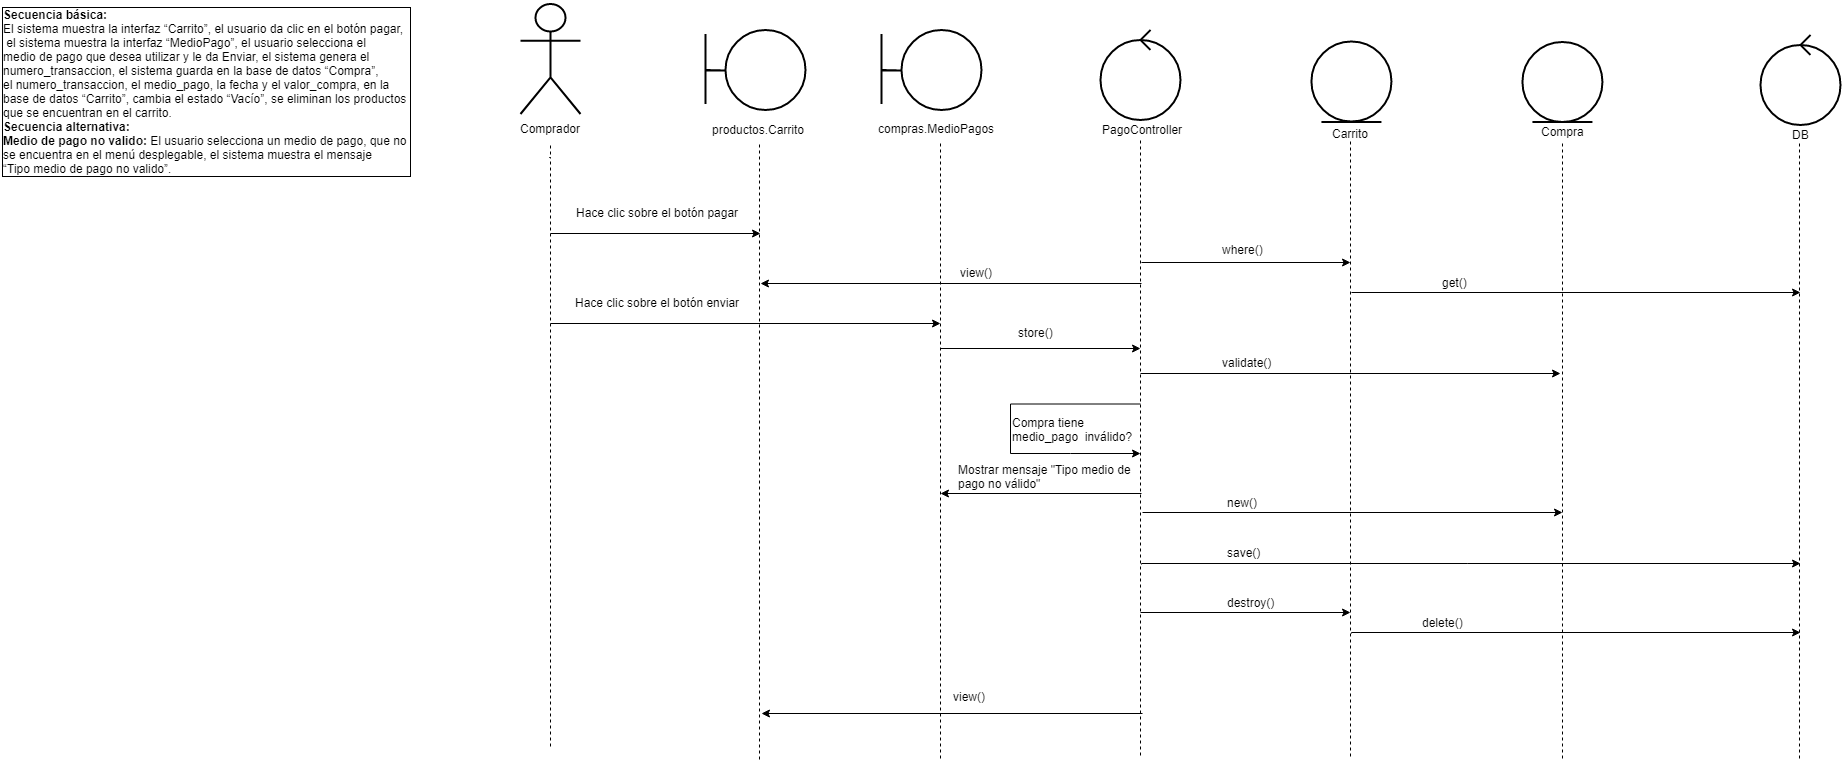 Secuencia básica:
El sistema muestra la interfaz “Carrito”, el usuario da clic en el botón pagar,
el sistema muestra la interfaz “MedioPago”, el usuario selecciona el
medio de pago que desea utilizar y le da Enviar, el sistema genera el
numero_transaccion, el sistema guarda en la base de datos “Compra”,
el numero_transaccion, el medio_pago, la fecha y el valor_compra, en la
base de datos “Carrito”, cambia el estado “Vacío”, se eliminan los productos
que se encuentran en el carrito.
Secuencia alternativa:
Medio de pago no valido: El usuario selecciona un medio de pago, que no
se encuentra en el menú desplegable, el sistema muestra el mensaje
“Tipo medio de pago no valido”.
Comprador
productos.Carrito
compras.MedioPagos
PagoController
Carrito
Compra
DB
Hace clic sobre el botón pagar
where()
view()
get()
Hace clic sobre el botón enviar
store()
validate()
Compra tiene
medio_pago inválido?
Mostrar mensaje "Tipo medio de
pago no válido"
new()
save()
destroy()
delete()
view()